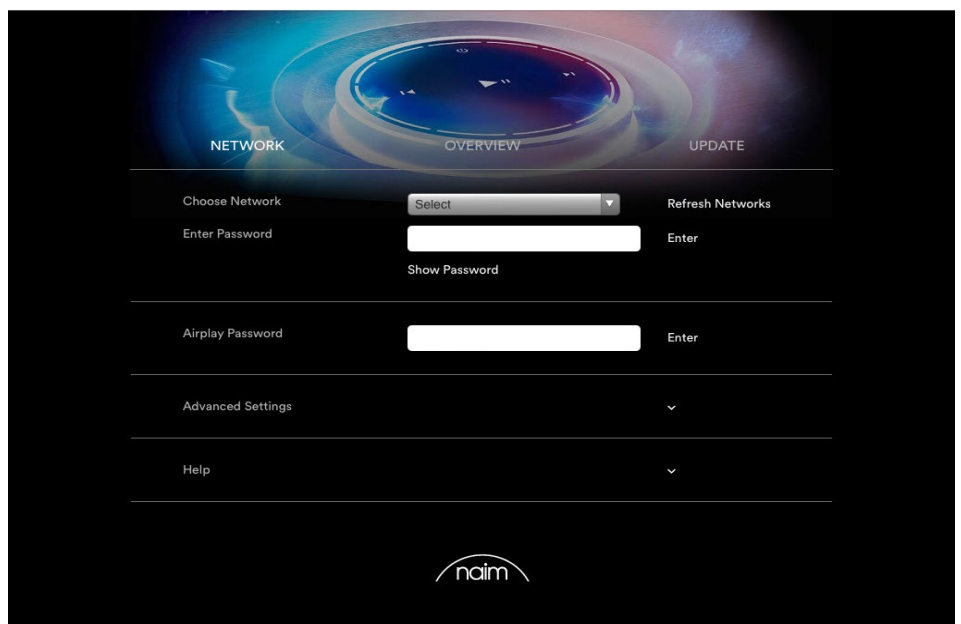 NETWORK OVERVIEW UPDATE
Choose Network Select Refresh Networks
Enter Password Enter
Show Password
Airplay Password Enter
Advanced Settings
Help
naim